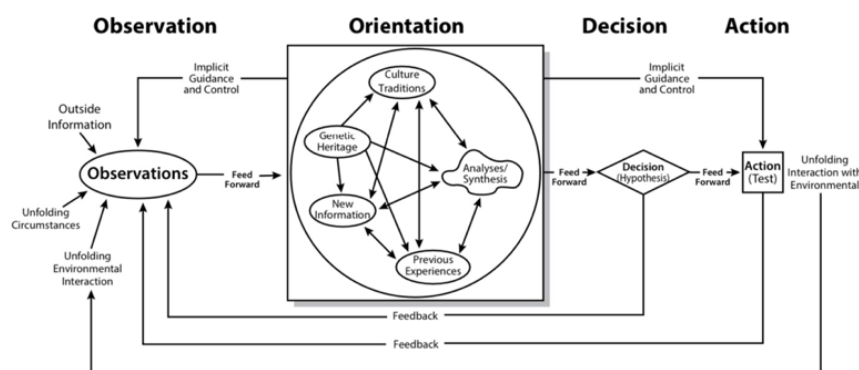 Observation
Orientation
Decision
Action
Implicit
Guidance
and Control
Implicit
Guidance
and Control
Outside
Information
Observations
Unfolding
Circumstances
Unfolding
Environmental
Interaction
Feed
Forward
Culture
Traditions
Genetic
Heritage
Analyses/
Synthesis
New
Information
Previous
Experiences
Feed
Forward
Decision
(Hypothesis)
Feed
Forward
Action
(Test)
Unfolding
Interaction with
Environmental
Feedback
Feedback